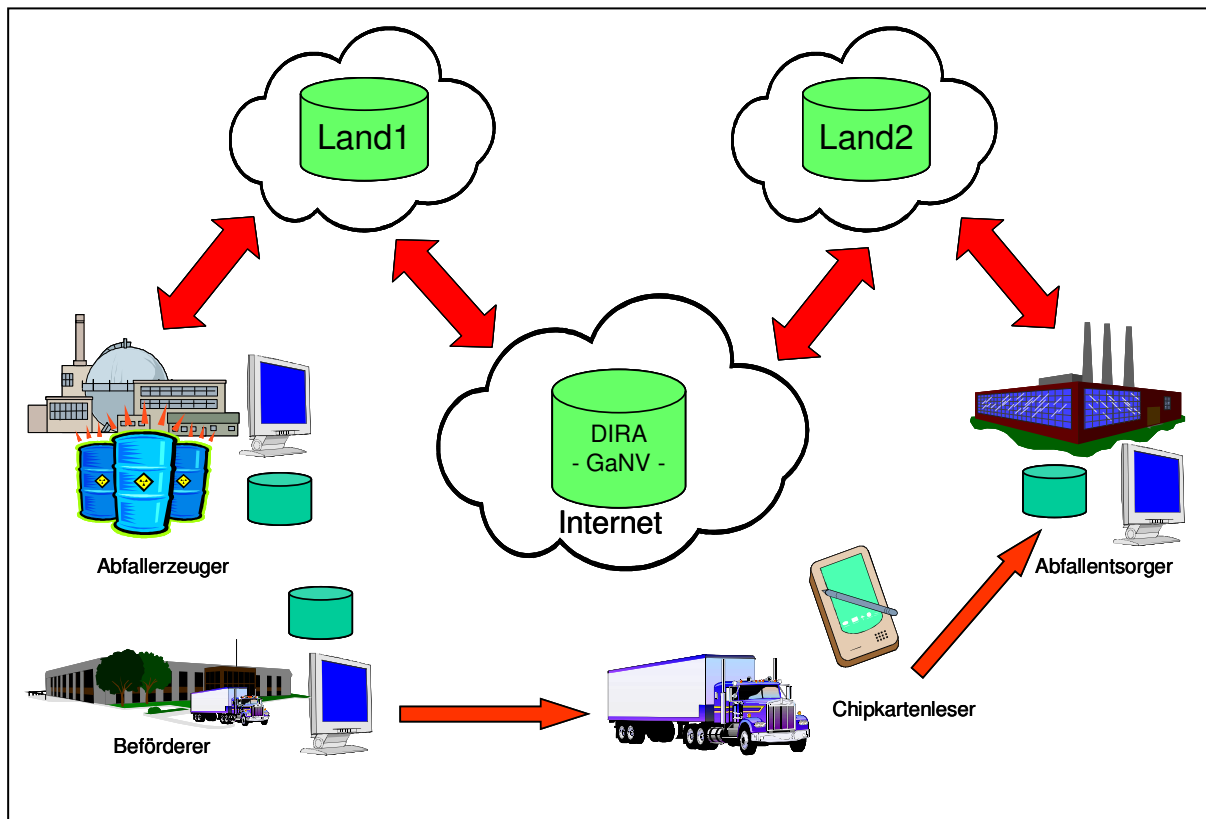 Land1
Land2
DIRA
- GaNV -
Internet
Abfallerzeuger
Abfallentsorger
Chipkartenleser
Beförderer